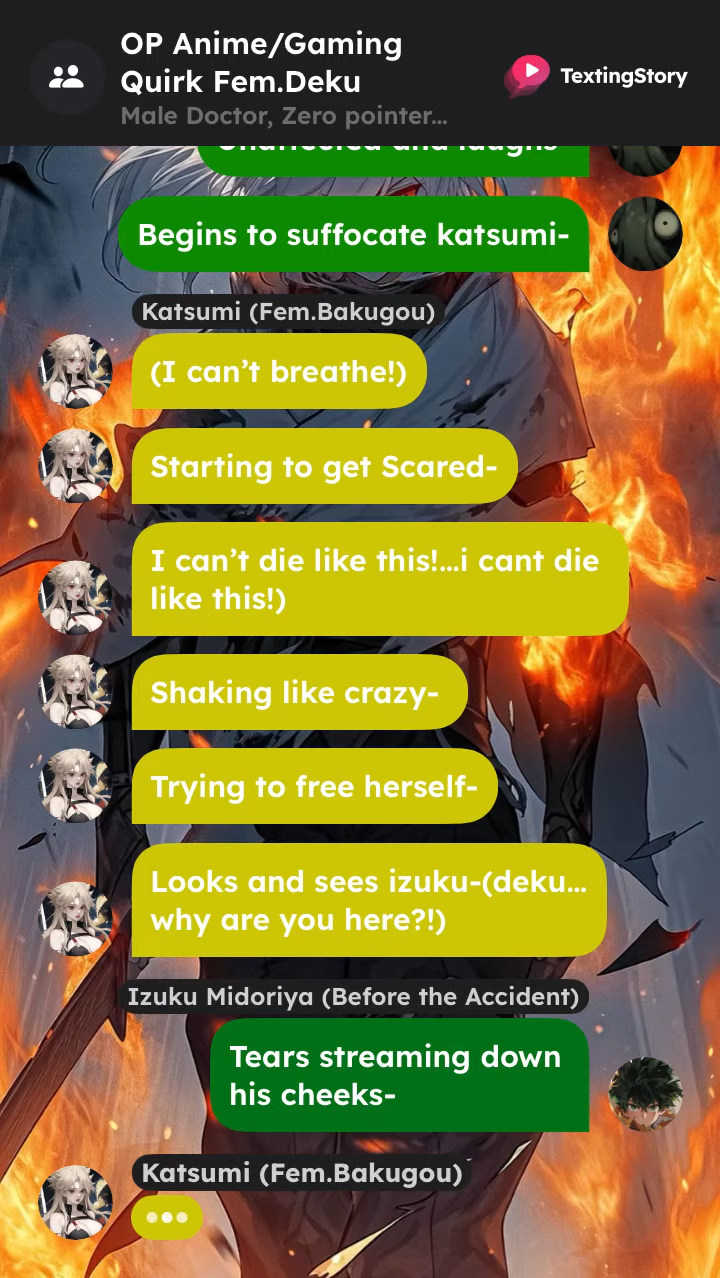 OP Anime/Gaming
Quirk Fem.Deku
Male Doctor, Zero pointer...
TextingStory
Unaffected and laughs-
Begins to suffocate katsumi-
Katsumi (Fem.Bakugou)
(I can't breathe!)
Starting to get Scared-
I can't die like this!...i cant die
like this!)
Shaking like crazy-
Trying to free herself-
Looks and sees izuku-(deku...
why are you here?!)
Izuku Midoriya (Before the Accident)
Tears streaming down
his cheeks-
Katsumi (Fem.Bakugou)